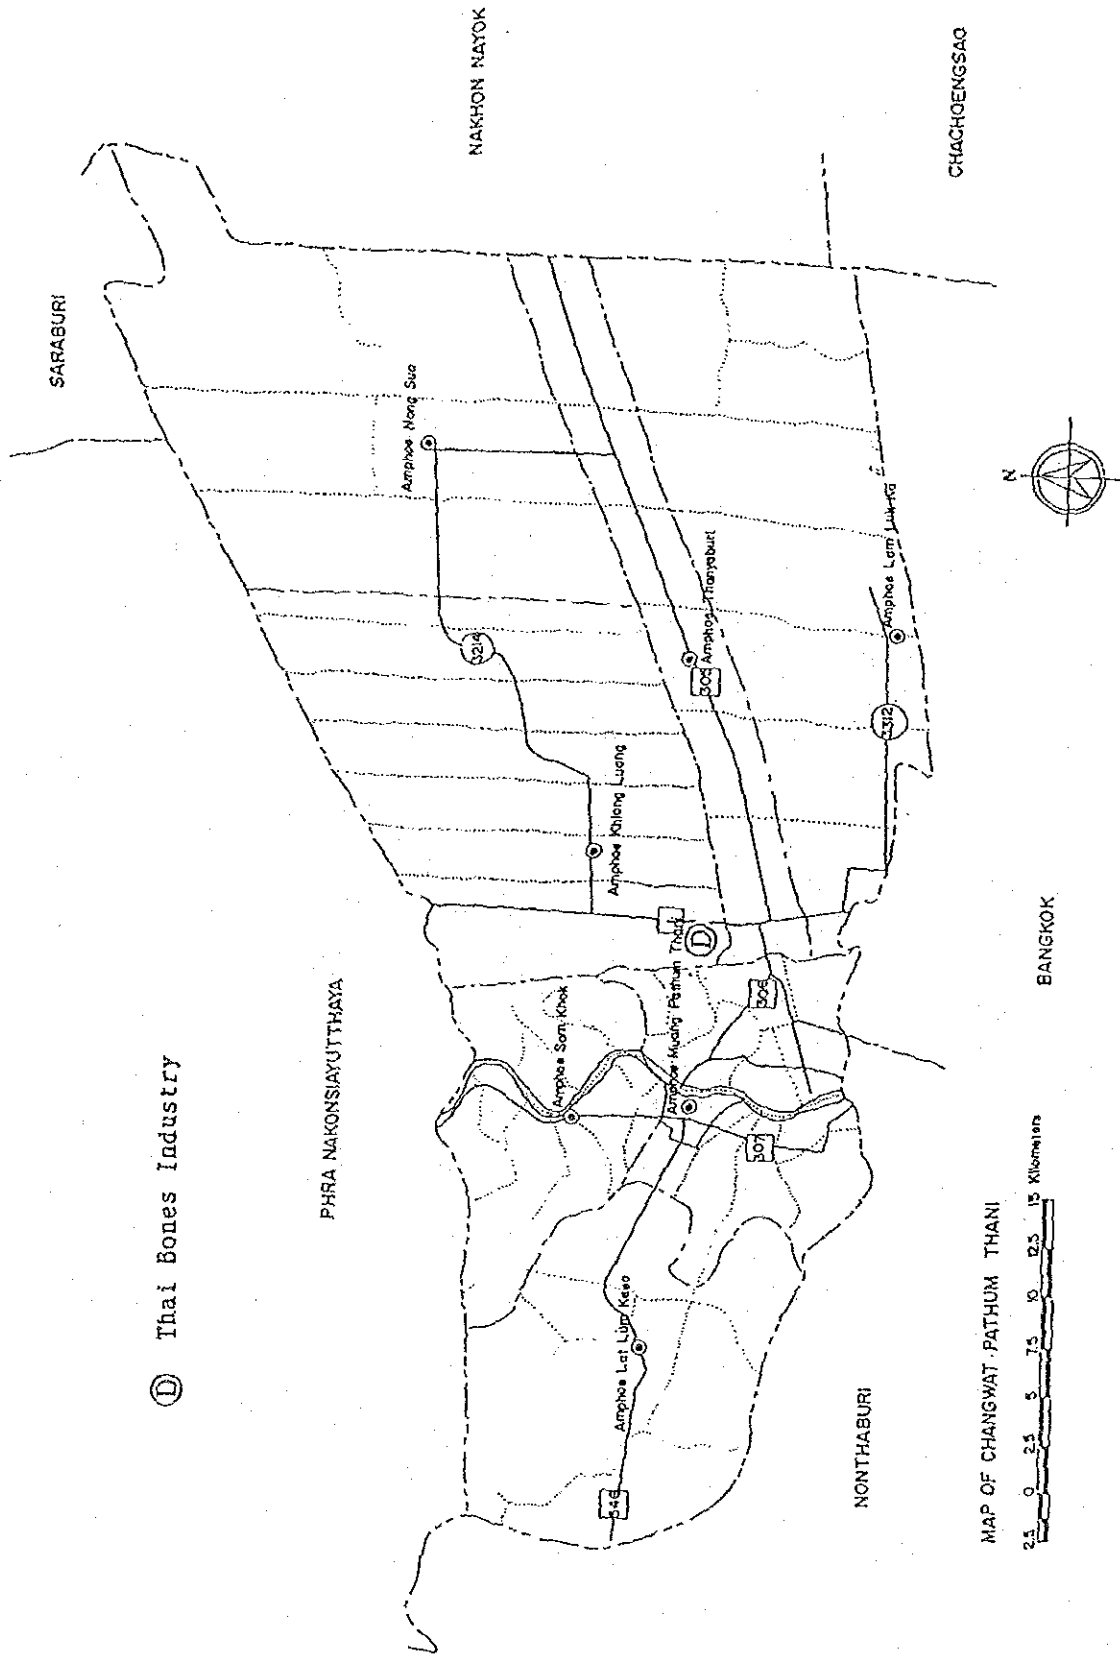 D Thai Bones Industry
SARABURI
NAKHON NAYOK
PHRA NAKONSIAYUTTHAYA
CHACHOENGSAO
NONTHABURI
BANGKOK
Amphoe Nong Sua
3214
Amphoe Khlong Luang
Amphoe Thanyaburi
305
Amphoe Lam Luk Ka
3312
D
Amphoe Sam Khok
Amphoe Muang Pathum Thani
306
307
Amphoe Lat Lum Kaeo
346
N
MAP OF CHANGWAT PATHUM THANI
2.5 0 2.5 5 7.5 10 12.5 15 Kilometers